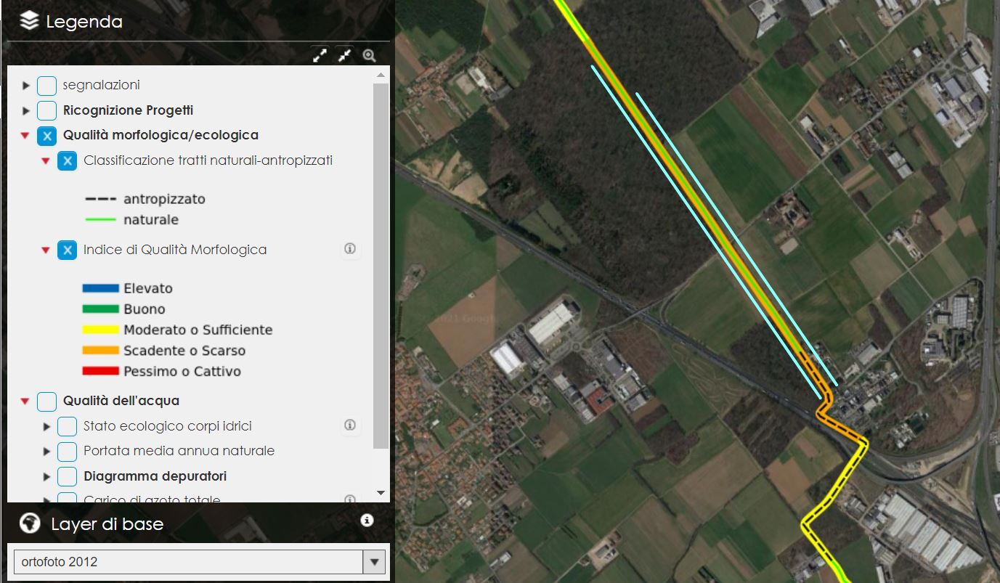 Legenda
segnalazioni
Ricognizione Progetti
Qualità morfologica/ecologica
Classificazione tratti naturali-antropizzati
antropizzato
naturale
Indice di Qualità Morfologica
Elevato
Buono
Moderato o Sufficiente
Scadente o Scarso
Pessimo o Cattivo
Qualità dell'acqua
Stato ecologico corpi idrici
Portata media annua naturale
Diagramma depuratori
Carico di azoto totale
Layer di base
ortofoto 2012
2021 Google